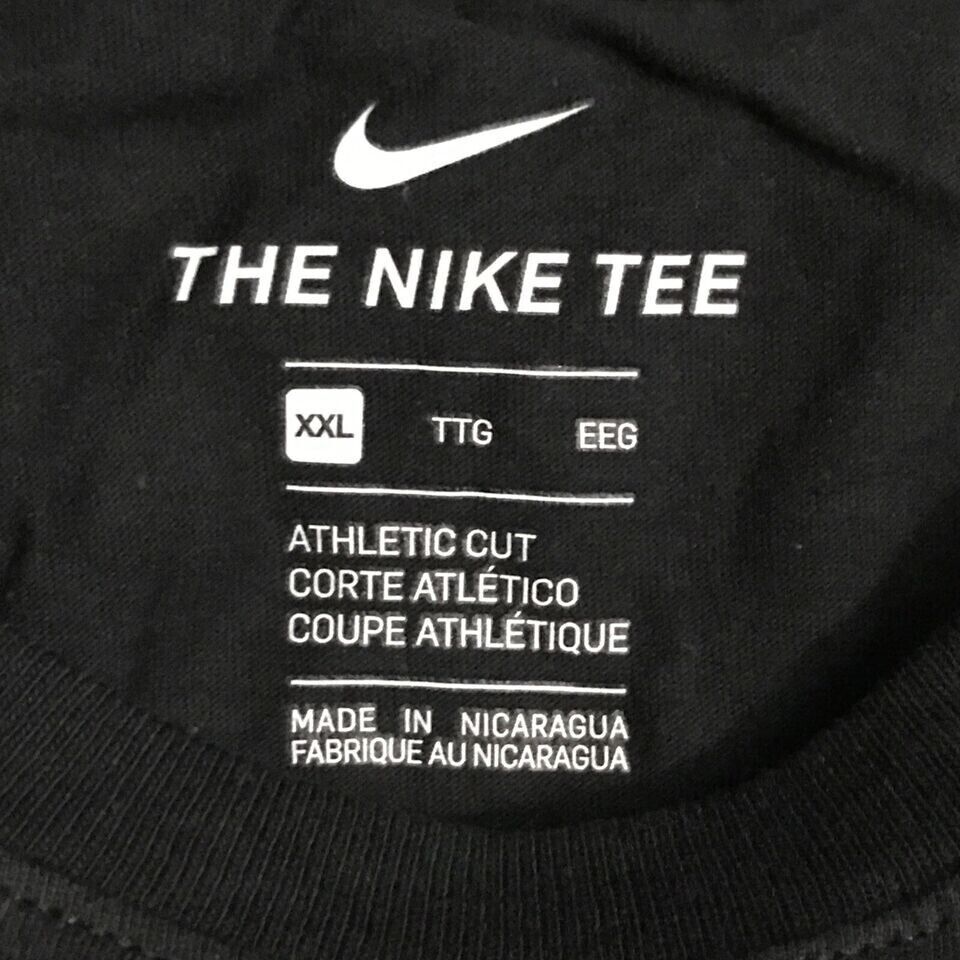 THE NIKE TEE
XXL TTG EEG
ATHLETIC CUT
CORTE ATLÉTICO
COUPE ATHLÉTIQUE
MADE IN NICARAGUA
FABRIQUE AU NICARAGUA